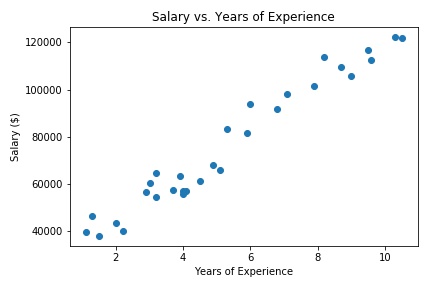 Salary vs. Years of Experience
120000
100000
80000
60000
40000
Salary ($)
2 4 6 8 10
Years of Experience